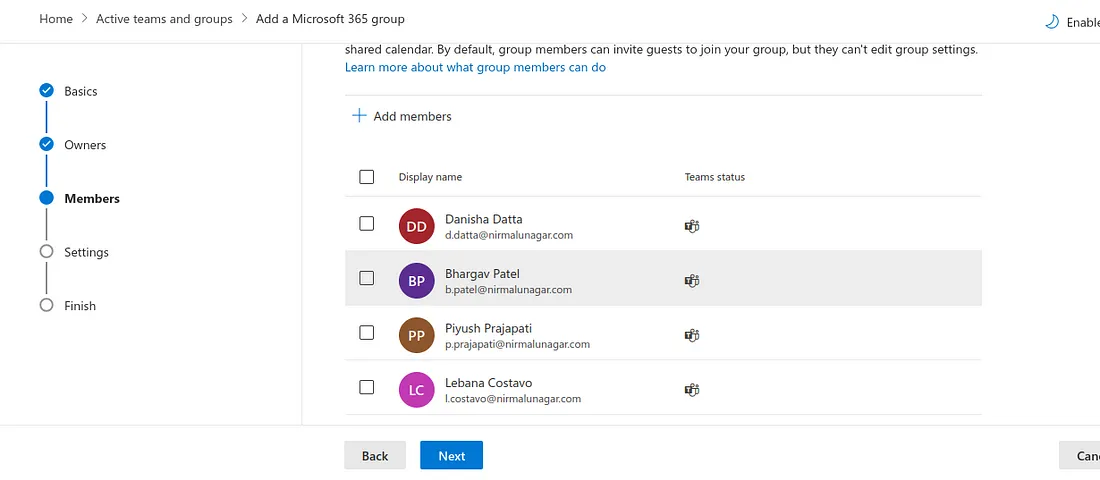 Home > Active teams and groups > Add a Microsoft 365 group
Enable
shared calendar. By default, group members can invite guests to join your group, but they can't edit group settings.
Learn more about what group members can do
Basics
Owners
Members
Settings
Finish
Add members
Display name Teams status
DD Danisha Datta
d.datta@nirmalunagar.com
BP Bhargav Patel
b.patel@nirmalunagar.com
PP Piyush Prajapati
p.prajapati@nirmalunagar.com
LC Lebana Costavo
l.costavo@nirmalunagar.com
Back Next Canc